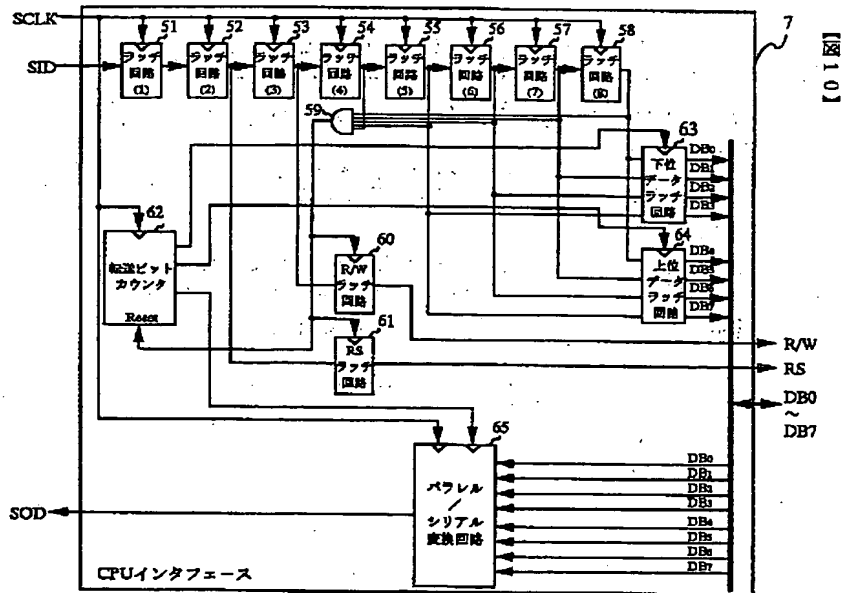 SCLK
51
52
53
54
55
56
57
58
7
【図10】
SID
ラッチ
回路
(1)
ラッチ
回路
(2)
ラッチ
回路
(3)
ラッチ
回路
(4)
ラッチ
回路
(5)
ラッチ
回路
(6)
ラッチ
回路
(7)
ラッチ
回路
(8)
59
63
下位
データ
ラッチ
回路
DB0
DB1
DB2
DB3
62
転送ビット
カウンタ
Reset
60
R/W
ラッチ
回路
64
上位
データ
ラッチ
回路
DB4
DB5
DB6
DB7
61
RS
ラッチ
回路
R/W
RS
DB0
~
DB7
65
パラレル
/
シリアル
変換回路
DB0
DB1
DB2
DB3
DB4
DB5
DB6
DB7
SOD
CPUインタフェース